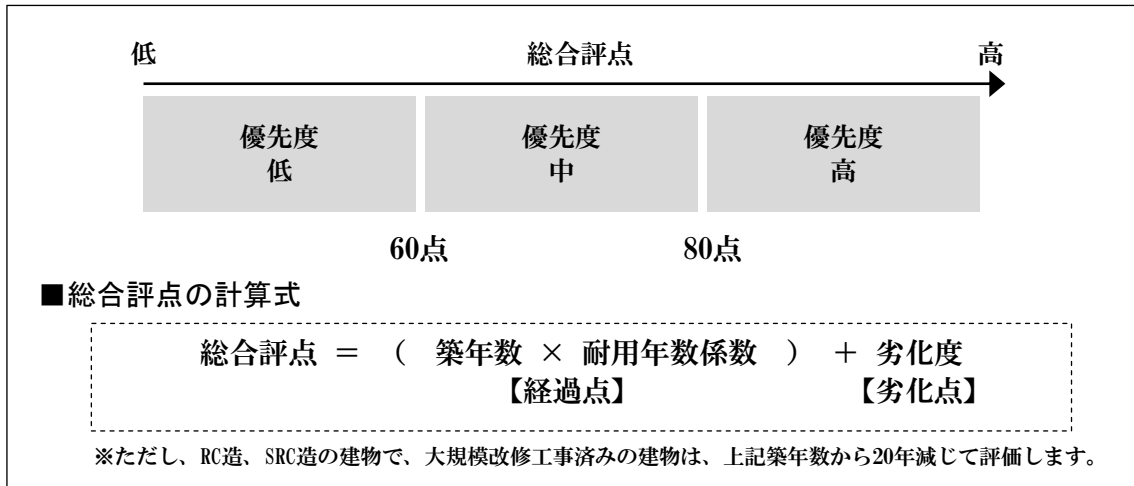 低 総合評点 高
優先度 優先度 優先度
低 中 高
60点 80点
■総合評点の計算式
総合評点 ＝ （ 築年数 × 耐用年数係数 ） ＋ 劣化度
【経過点】 【劣化点】
※ただし、RC造、SRC造の建物で、大規模改修工事済みの建物は、上記築年数から20年減じて評価します。